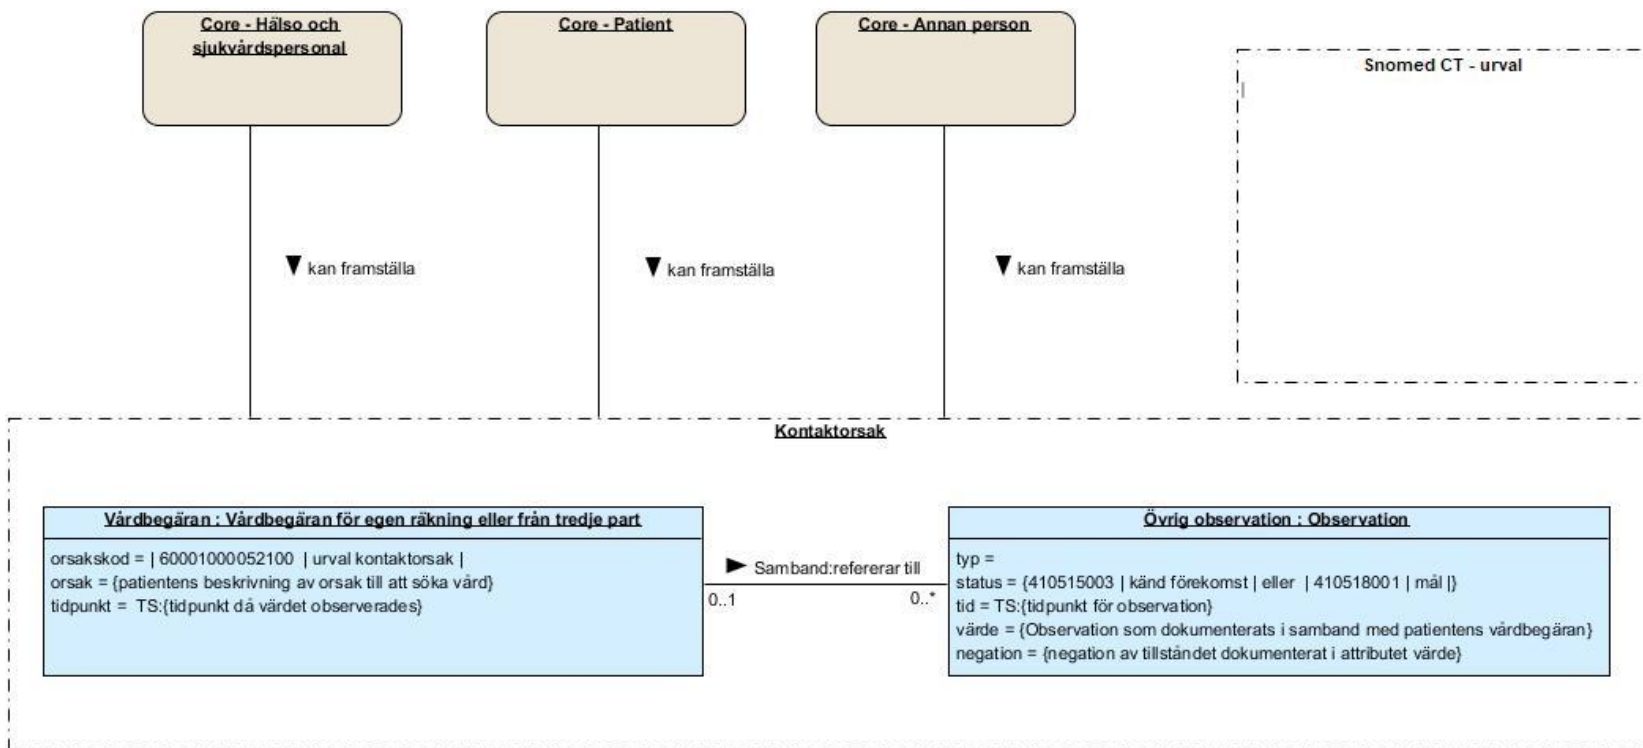 Core - Hälso och
sjukvårdspersonal
Core - Patient
Core - Annan person
Snomed CT - urval
kan framställa
kan framställa
kan framställa
Kontaktorsak
Vårdbegäran : Vårdbegäran för egen räkning eller från tredje part
orsakskod = | 60001000052100 | urval kontaktorsak |
orsak = {patientens beskrivning av orsak till att söka vård}
tidpunkt = TS:{tidpunkt då värdet observerades}
Samband:refererar till
0..1
0..*
Övrig observation : Observation
typ =
status = {410515003 | känd förekomst | eller | 410518001 | mål |}
tid = TS:{tidpunkt för observation}
värde = {Observation som dokumenterats i samband med patientens vårdbegäran}
negation = {negation av tillståndet dokumenterat i attributet värde}